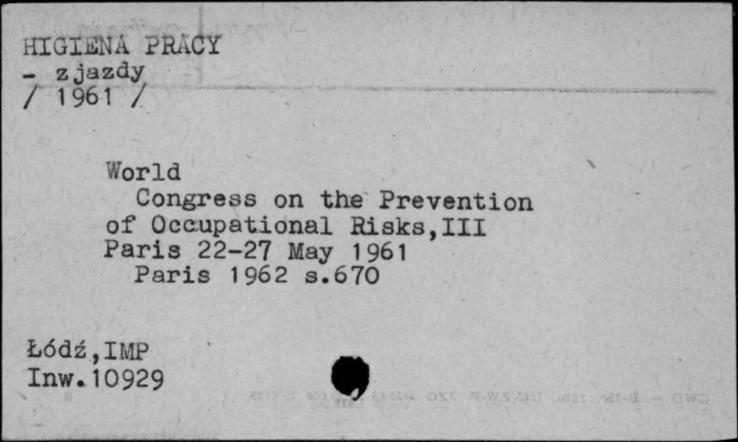 HIGIENA PRACY
- zjazdy
/ 1961 /
World
Congress on the Prevention
of Occupational Risks,III
Paris 22-27 May 1961
Paris 1962 s.670
Łódź,IMP
Inw.10929